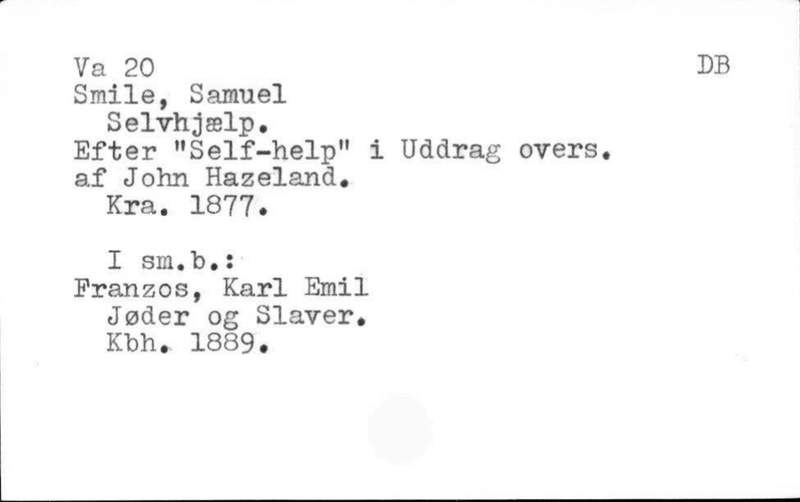 Va 20 DB
Smile, Samuel
Selvhjælp.
Efter "Self-help" i Uddrag overs.
af John Hazeland.
Kra. 1877.
I sm.b.:
Franzos, Karl Emil
Jøder og Slaver.
Kbh. 1889.